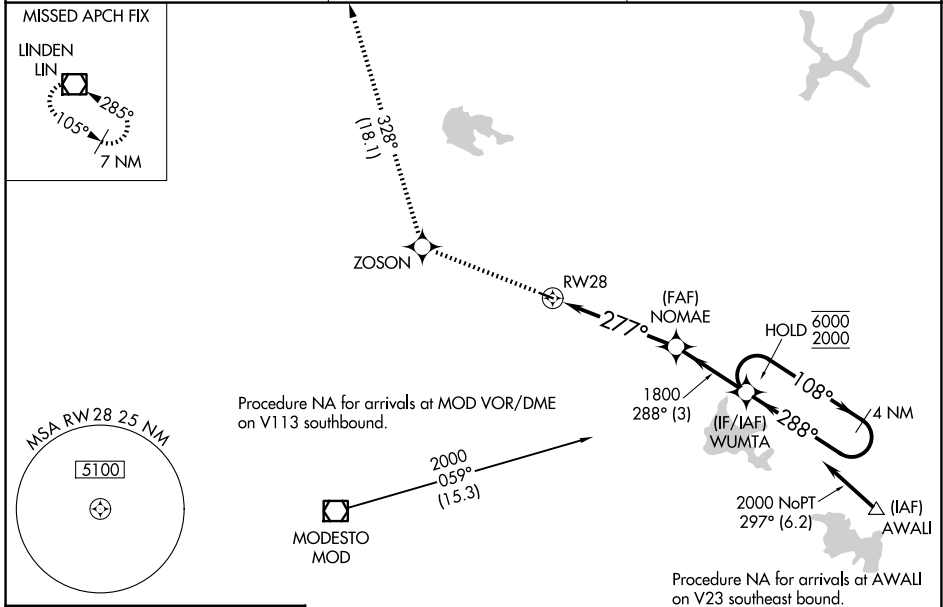 MISSED APCH FIX
LINDEN
LIN
285°
105°
7 NM
328°
(18.1)
ZOSON
RW28
(FAF)
NOMAE
277°
HOLD 6000
2000
108°
4 NM
288°
1800
288° (3)
(IF/IAF)
WUMTA
Procedure NA for arrivals at MOD VOR/DME
on V113 southbound.
MSA RW28 25 NM
5100
2000
059°
(15.3)
MODESTO
MOD
2000 NoPT
297° (6.2)
(IAF)
AWALI
Procedure NA for arrivals at AWALI
on V23 southeast bound.